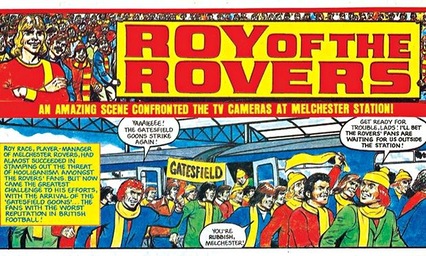 ROY OF THE
ROVERS
AN AMAZING SCENE CONFRONTED THE TV CAMERAS AT MELCHESTER STATION!
ROY RACE, PLAYER-MANAGER
OF MELCHESTER ROVERS, HAD
ALMOST SUCCEEDED IN
STAMPING OUT THE THREAT
OF HOOLIGANISM AMONGST
THE ROVERS' FANS. BUT NOW
CAME THE GREATEST
CHALLENGE TO HIS EFFORTS,
WITH THE ARRIVAL OF THE
'GATESFIELD GOONS'... THE
FANS WITH THE WORST
REPUTATION IN BRITISH
FOOTBALL!
YAAAEEEE!
THE GATESFIELD
GOONS STRIKE
AGAIN!
GATESFIELD
YOU'RE
RUBBISH,
MELCHESTER!
GET READY FOR
TROUBLE, LADS! I'LL BET
THE ROVERS' FANS ARE
WAITING FOR US OUTSIDE
THE STATION!